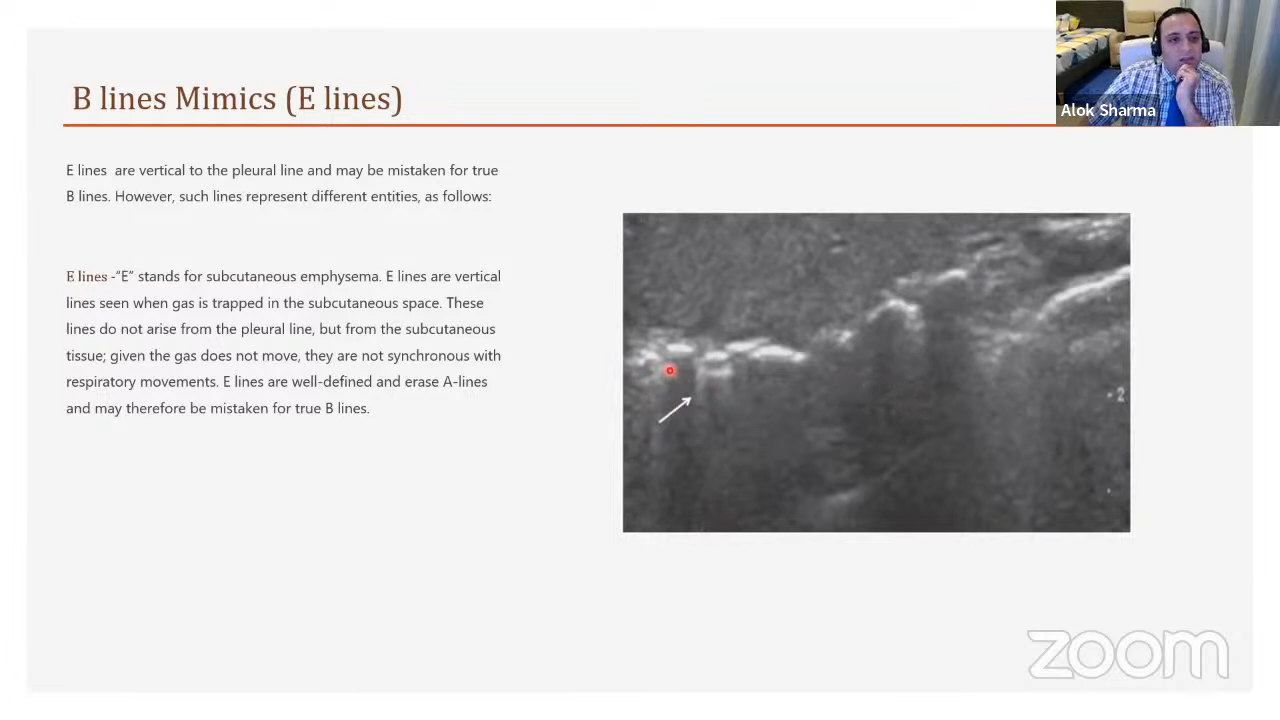 B lines Mimics (E lines)
Alok Sharma
E lines  are vertical to the pleural line and may be mistaken for true
B lines. However, such lines represent different entities, as follows:
E lines -“E” stands for subcutaneous emphysema. E lines are vertical
lines seen when gas is trapped in the subcutaneous space. These
lines do not arise from the pleural line, but from the subcutaneous
tissue; given the gas does not move, they are not synchronous with
respiratory movements. E lines are well-defined and erase A-lines
and may therefore be mistaken for true B lines.
2
zoom